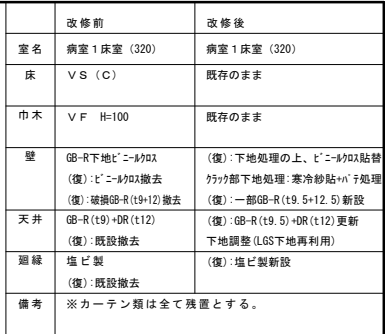 改修前 改修後
室名 病室1床室（320） 病室1床室（320）
床 VS（C） 既存のまま
巾木 VF H=100 既存のまま
壁 GB-R下地ﾋﾞﾆｰﾙｸﾛｽ (復):下地処理の上、ﾋﾞﾆｰﾙｸﾛｽ貼替
(復):ﾋﾞﾆｰﾙｸﾛｽ撤去 ｸﾗｯｸ部下地処理:寒冷紗貼+ﾊﾟﾃ処理
(復):破損GB-R(t9+12)撤去 (復):一部GB-R(t9.5+12.5)新設
天井 GB-R(t9)+DR(t12) (復):GB-R(t9.5)+DR(t12)更新
(復):既設撤去 下地調整(LGS下地再利用)
廻縁 塩ビ製 (復):塩ビ製新設
(復):既設撤去
備考 ※カーテン類は全て残置とする。